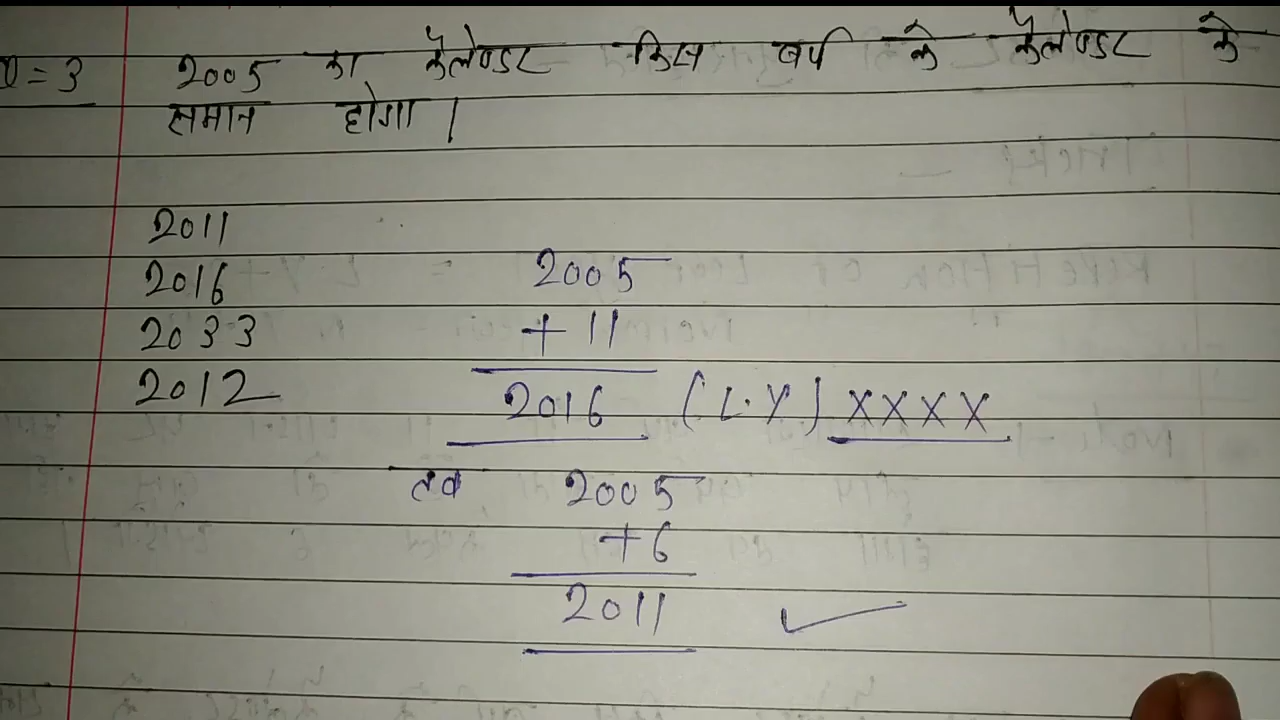 Q=3 2005 का कैलेण्डर किस वर्ष के कैलेण्डर के
समान होगा।
2011
2016
2033
2012
2005
+ 11
2016 (L.Y) XXXX
तब 2005
+6
2011 ✓